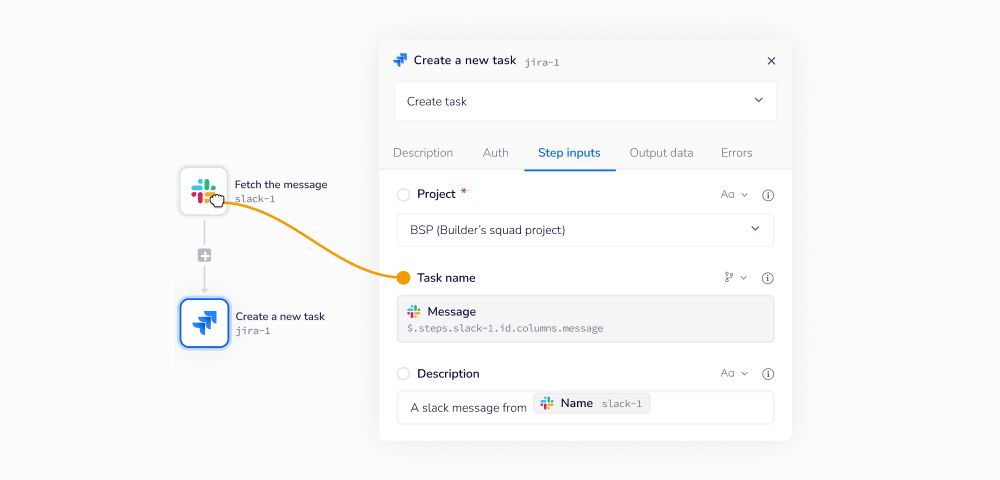 Create a new task jira-1
Create task
Description Auth Step inputs Output data Errors
Fetch the message
slack-1
Create a new task
jira-1
Project * Aa
BSP (Builder’s squad project)
Task name
Message
$.steps.slack-1.id.columns.message
Description Aa
A slack message from Name slack-1